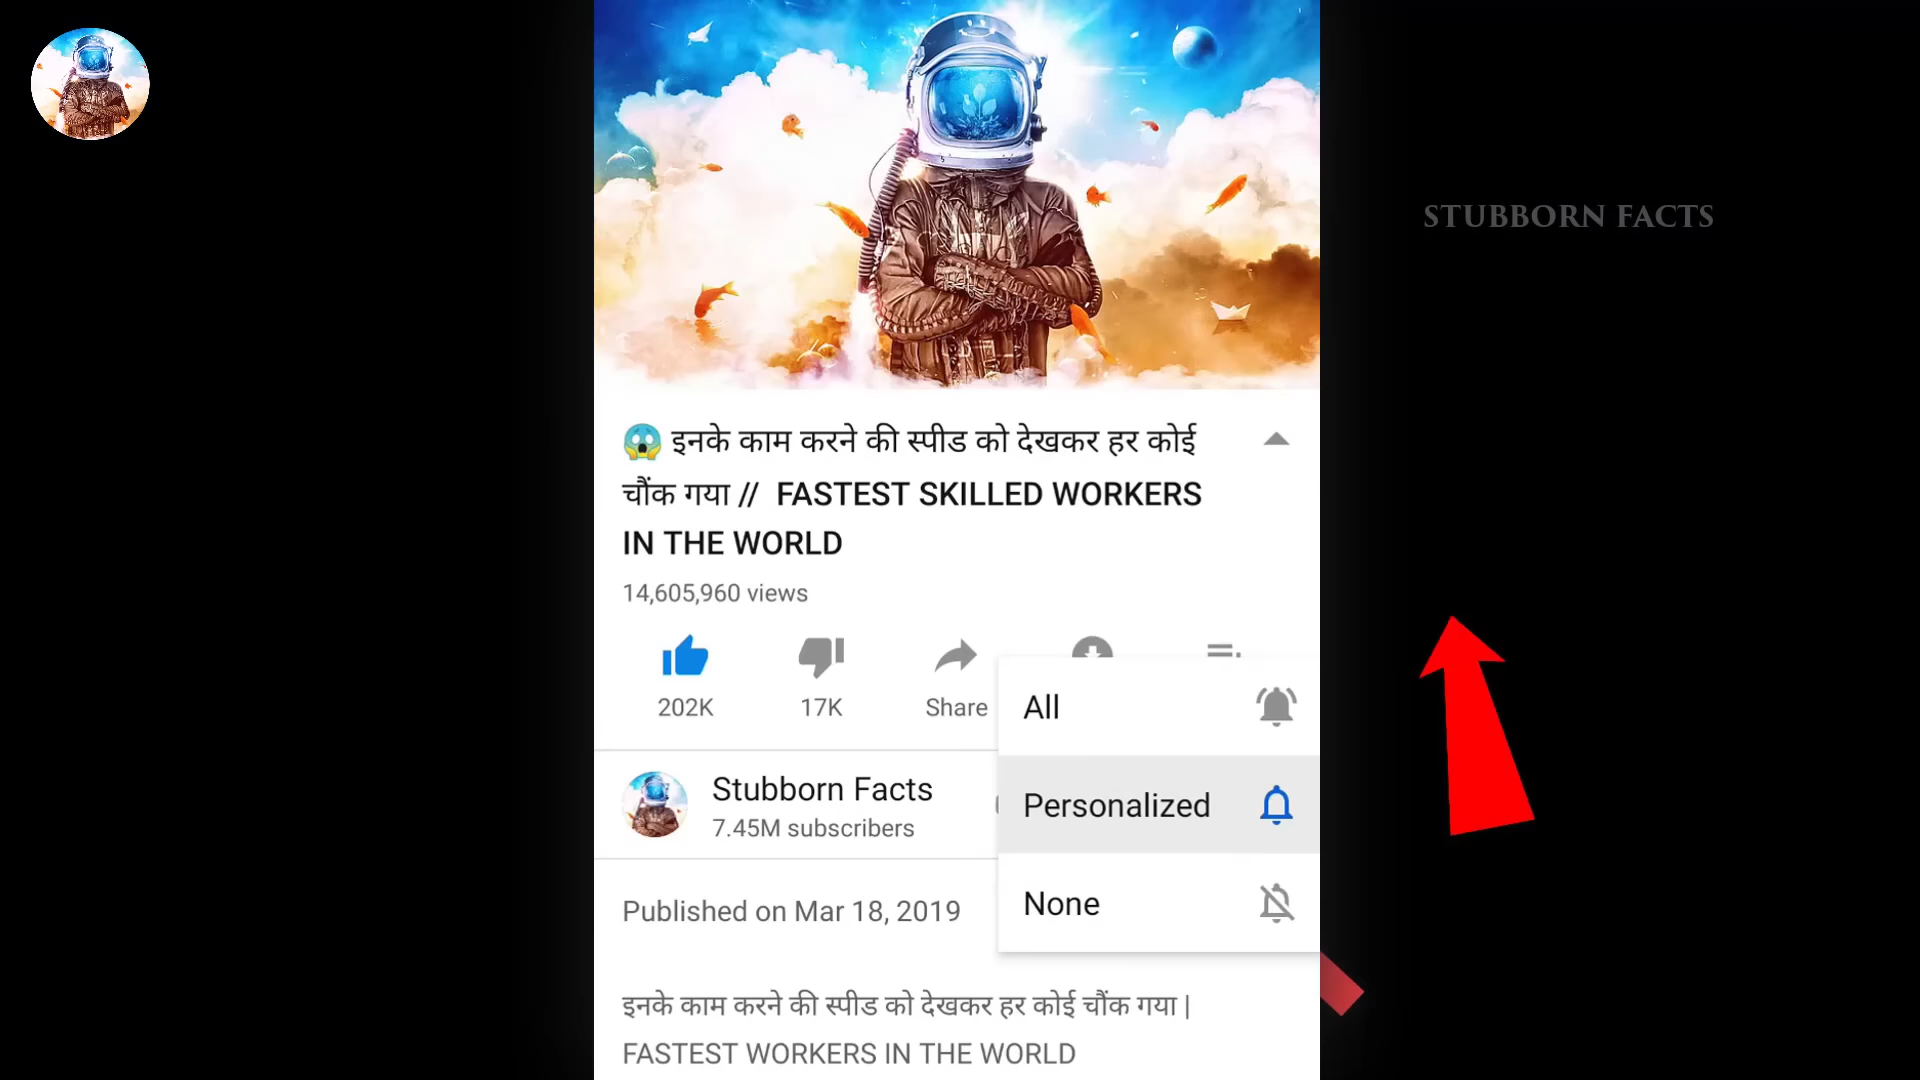 STUBBORN FACTS
😱 इनके काम करने की स्पीड को देखकर हर कोई
चौंक गया // FASTEST SKILLED WORKERS
IN THE WORLD
14,605,960 views
202K
17K
Share
All
Personalized
None
Stubborn Facts
7.45M subscribers
Published on Mar 18, 2019
इनके काम करने की स्पीड को देखकर हर कोई चौंक गया |
FASTEST WORKERS IN THE WORLD